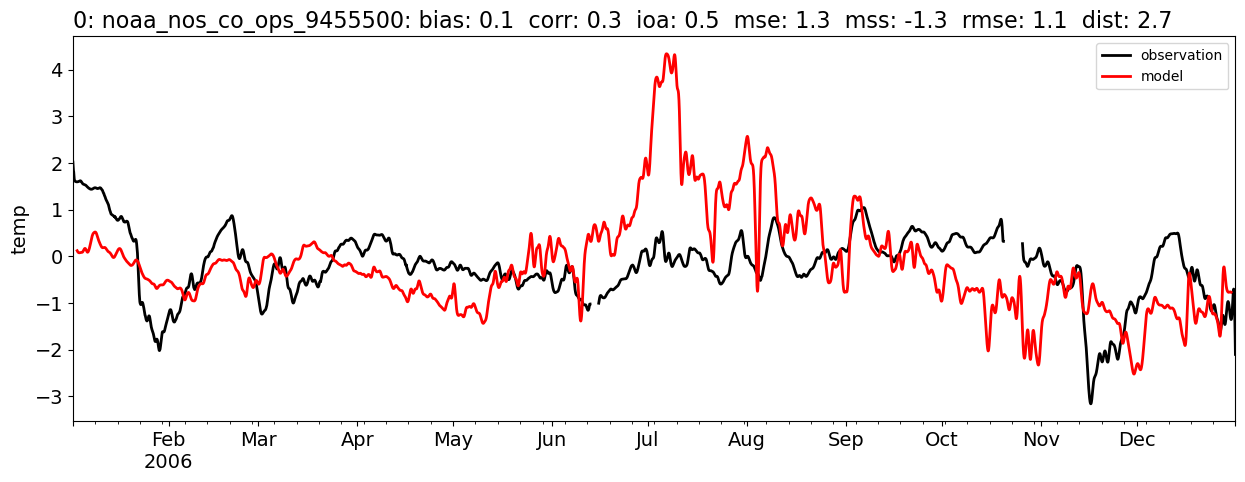 0: noaa_nos_co_ops_9455500: bias: 0.1  corr: 0.3  ioa: 0.5  mse: 1.3  mss: -1.3  rmse: 1.1  dist: 2.7
observation
model
4
3
2
1
0
−1
−2
−3
temp
Feb Mar Apr May Jun Jul Aug Sep Oct Nov Dec
2006